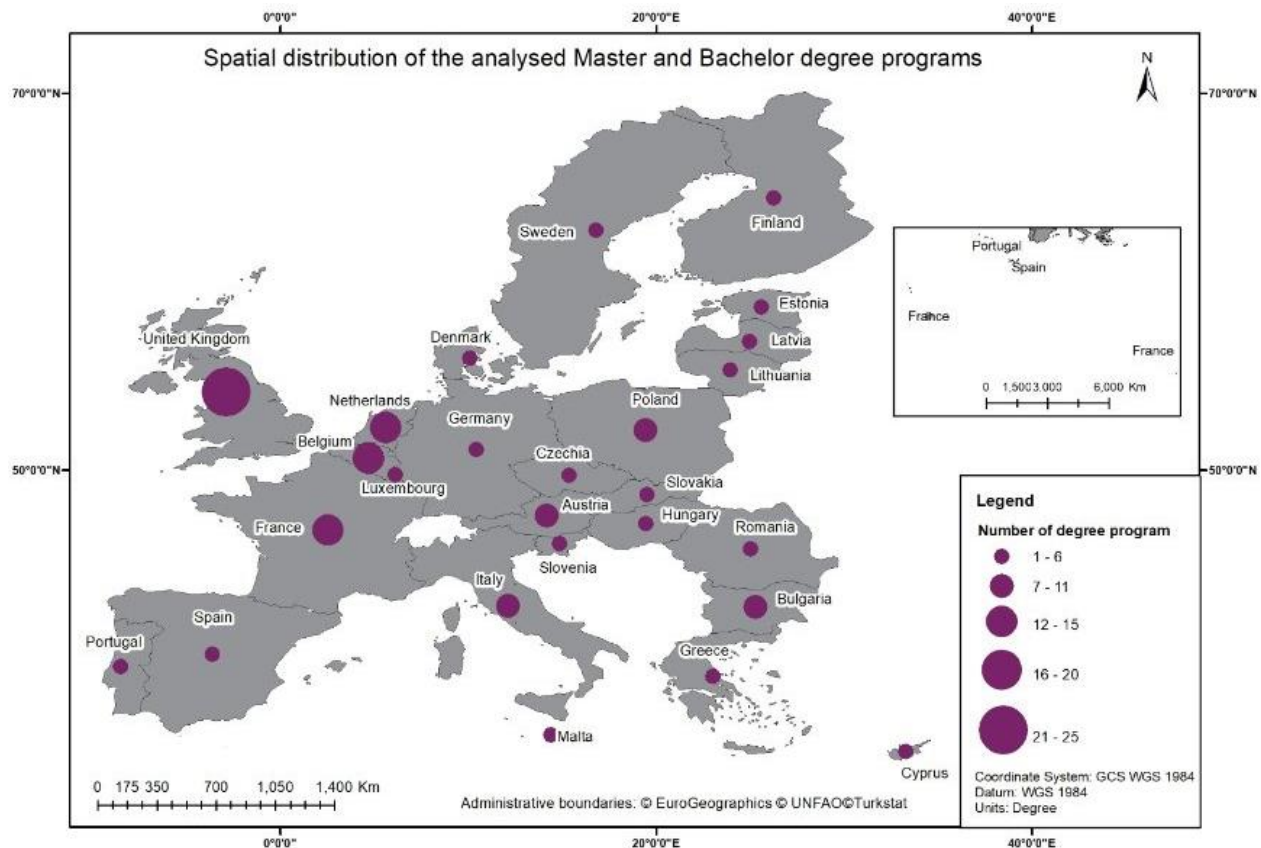 0°0'0" 20°0'0"E 40°0'0"E
Spatial distribution of the analysed Master and Bachelor degree programs
N
70°0'0"N 70°0'0"N
Finland
Sweden
Portugal
Spain
France
France
0 1,500 3,000 6,000 Km
Estonia
United Kingdom
Denmark
Latvia
Lithuania
Netherlands
Poland
Germany
Belgium
Czechia
50°0'0"N 50°0'0"N
Slovakia
Luxembourg
Austria
Hungary
France
Romania
Slovenia
Italy
Bulgaria
Spain
Portugal
Greece
Malta
Cyprus
Legend
Number of degree program
1 - 6
7 - 11
12 - 15
16 - 20
21 - 25
Coordinate System: GCS WGS 1984
Datum: WGS 1984
Units: Degree
0 175 350 700 1,050 1,400 Km
Administrative boundaries: © EuroGeographics © UNFAO©Turkstat
0°0'0" 20°0'0"E 40°0'0"E